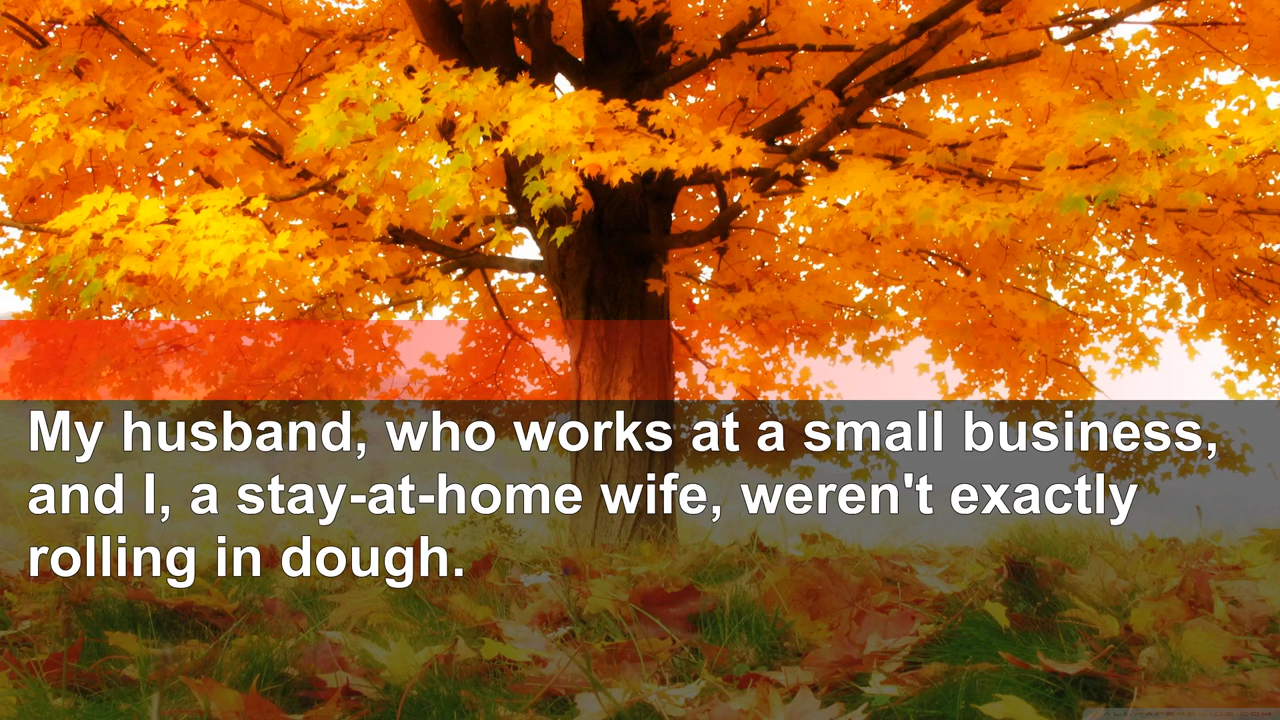 My husband, who works at a small business,
and I, a stay-at-home wife, weren't exactly
rolling in dough.